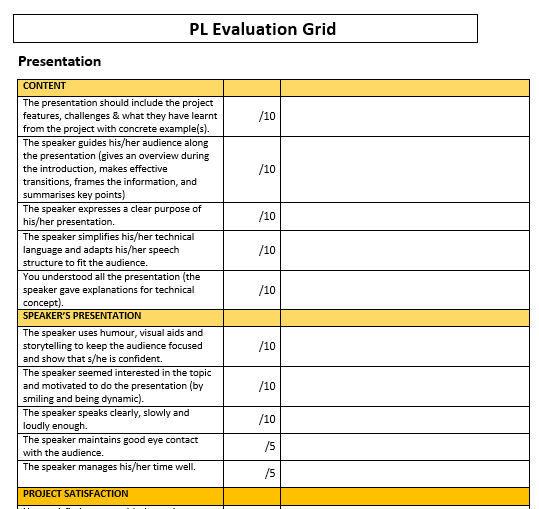 PL Evaluation Grid
Presentation
CONTENT
The presentation should include the project
features, challenges & what they have learnt
from the project with concrete example(s).
/10
The speaker guides his/her audience along
the presentation (gives an overview during
the introduction, makes effective
transitions, frames the information, and
summarises key points)
/10
The speaker expresses a clear purpose of
his/her presentation.
/10
The speaker simplifies his/her technical
language and adapts his/her speech
structure to fit the audience.
/10
You understood all the presentation (the
speaker gave explanations for technical
concept).
/10
SPEAKER'S PRESENTATION
The speaker uses humour, visual aids and
storytelling to keep the audience focused
and show that s/he is confident.
/10
The speaker seemed interested in the topic
and motivated to do the presentation (by
smiling and being dynamic).
/10
The speaker speaks clearly, slowly and
loudly enough.
/10
The speaker maintains good eye contact
with the audience.
/5
The speaker manages his/her time well.
/5
PROJECT SATISFACTION